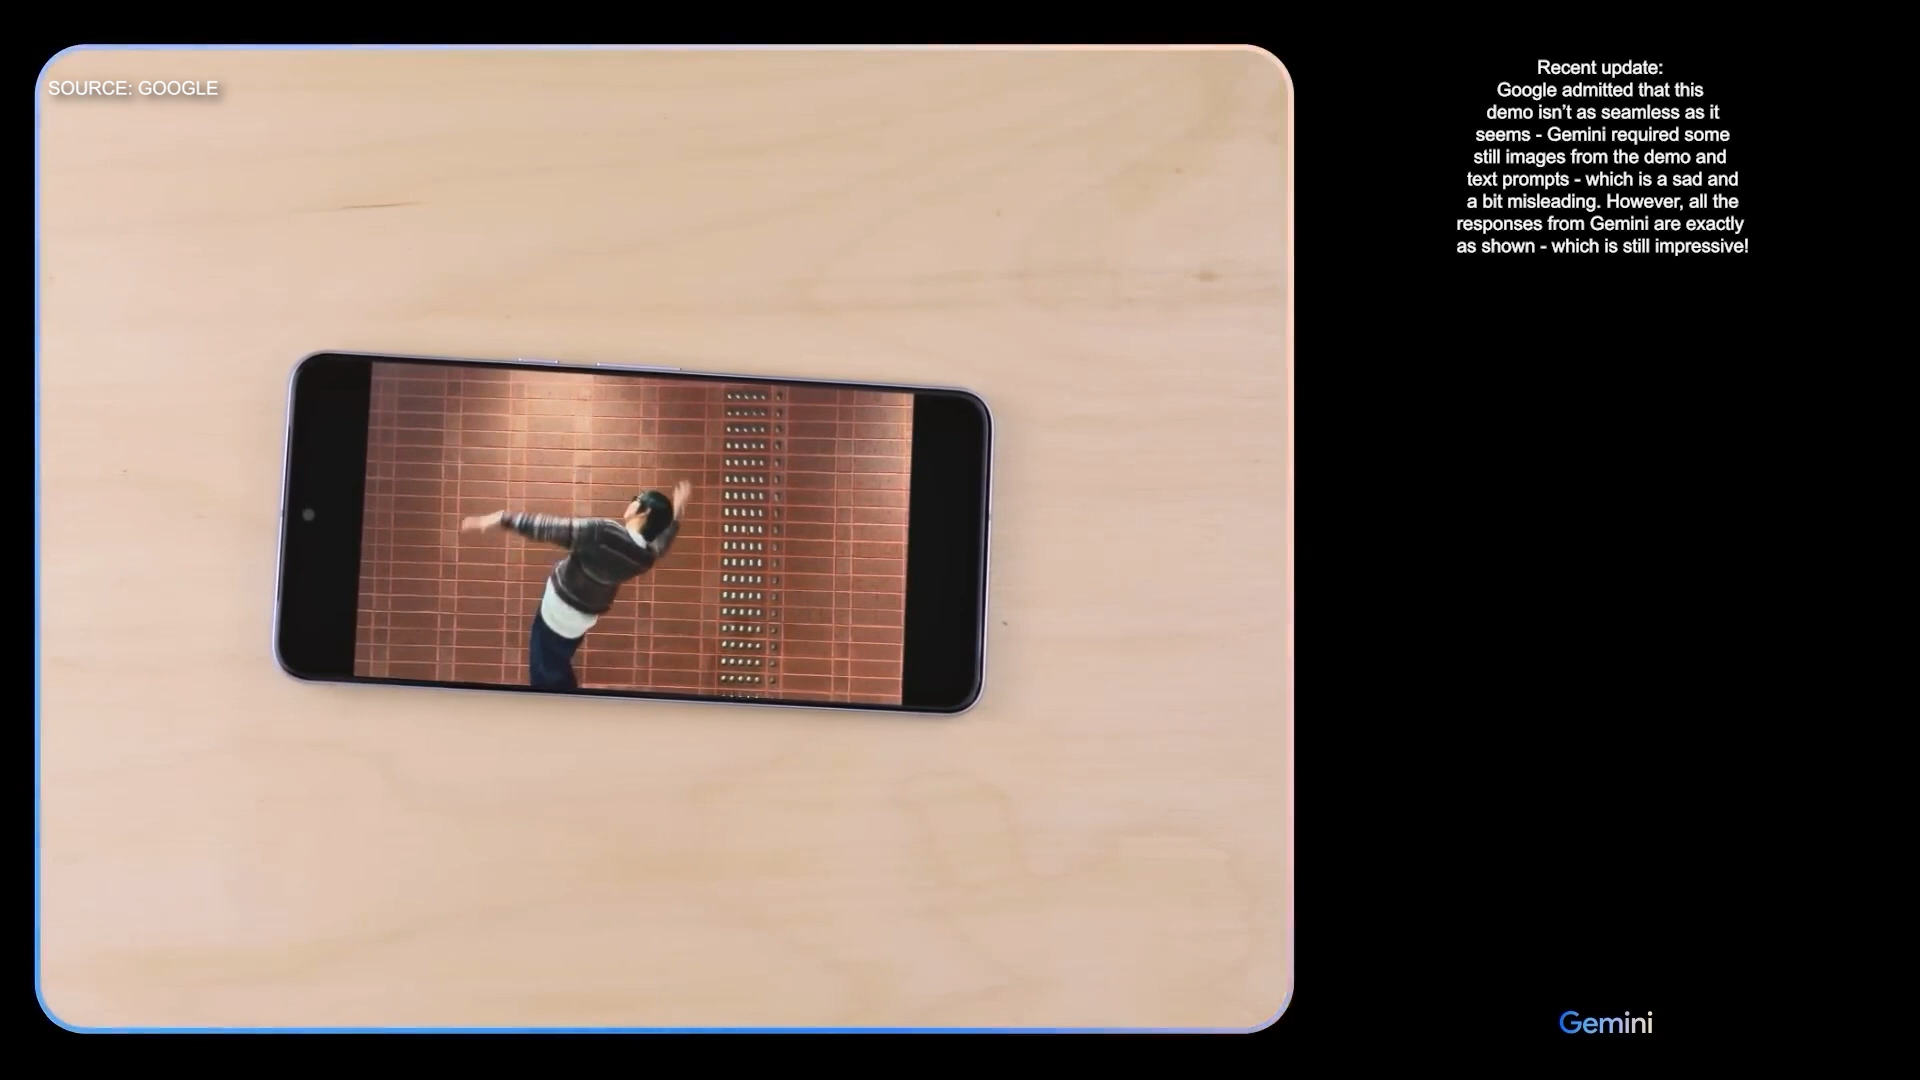 SOURCE: GOOGLE
Recent update:
Google admitted that this
demo isn’t as seamless as it
seems - Gemini required some
still images from the demo and
text prompts - which is a sad and
a bit misleading. However, all the
responses from Gemini are exactly
as shown - which is still impressive!
Gemini